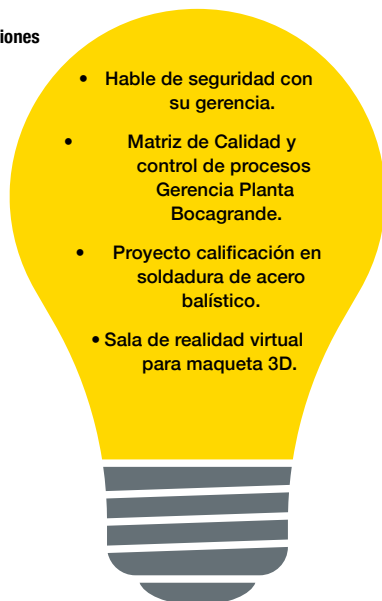 iones
• Hable de seguridad con
su gerencia.
• Matriz de Calidad y
control de procesos
Gerencia Planta
Bocagrande.
• Proyecto calificación en
soldadura de acero
balístico.
• Sala de realidad virtual
para maqueta 3D.